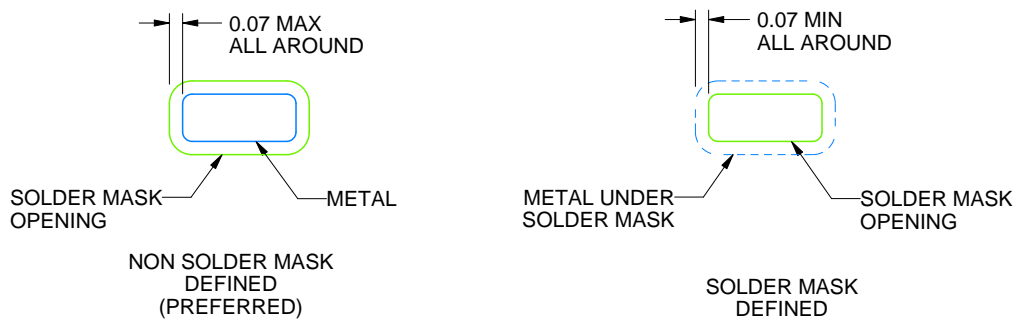 0.07 MAX
ALL AROUND
SOLDER MASK
OPENING
METAL
NON SOLDER MASK
DEFINED
(PREFERRED)
0.07 MIN
ALL AROUND
METAL UNDER
SOLDER MASK
SOLDER MASK
OPENING
SOLDER MASK
DEFINED